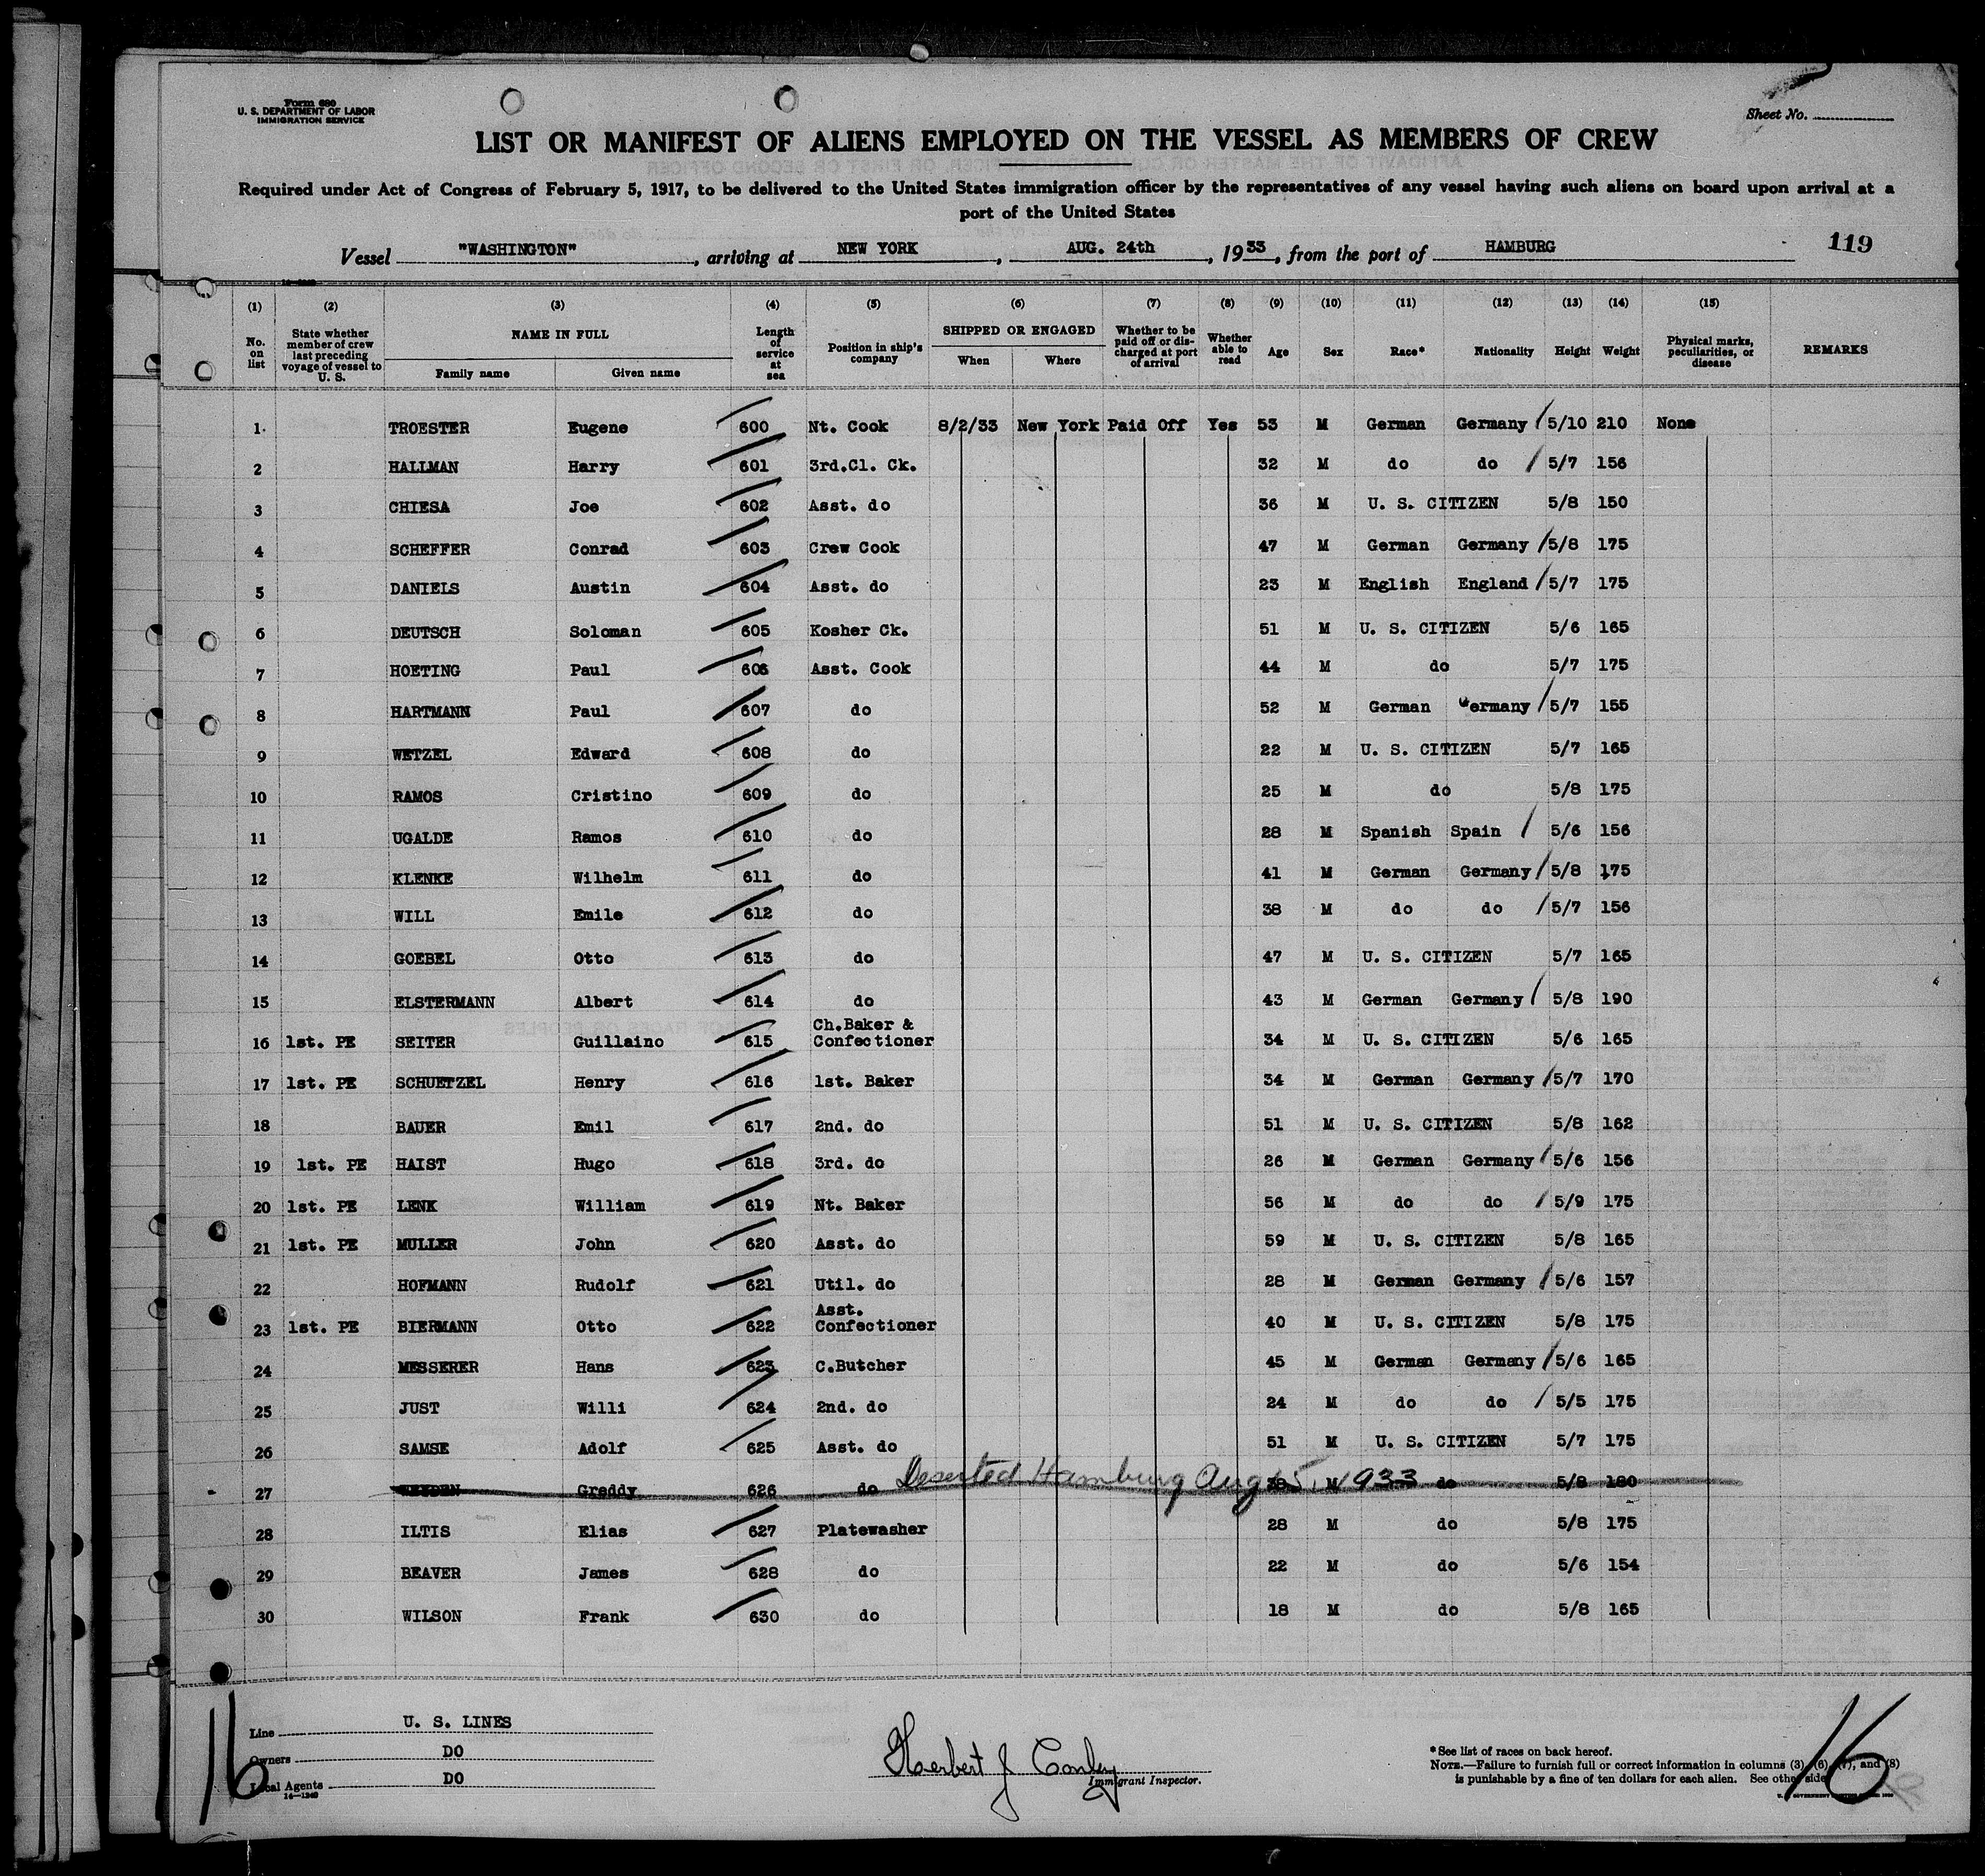 Form 680
U. S. DEPARTMENT OF LABOR
IMMIGRATION SERVICE
Sheet No.
LIST OR MANIFEST OF ALIENS EMPLOYED ON THE VESSEL AS MEMBERS OF CREW
Required under Act of Congress of February 5, 1917, to be delivered to the United States immigration officer by the representatives of any vessel having such aliens on board upon arrival at a
port of the United States
Vessel "WASHINGTON", arriving at NEW YORK, AUG. 24th, 1933, from the port of HAMBURG 119
(1) (2) (3) (4) (5) (6) (7) (8) (9) (10) (11) (12) (13) (14) (15)
No. on list State whether member of crew last preceding voyage of vessel to U. S. NAME IN FULL Family name Given name Length of service at sea Position in ship's company SHIPPED OR ENGAGED When Where Whether to be paid off or discharged at port of arrival Whether able to read Age Sex Race* Nationality Height Weight Physical marks, peculiarities, or disease REMARKS
1 TROESTER Eugene 600 Nt. Cook 8/2/33 New York Paid Off Yes 53 M German Germany 5/10 210 None
2 HALLMAN Harry 601 3rd.Cl. Ck. 32 M do do 5/7 156
3 CHIESA Joe 602 Asst. do 36 M U. S. CITIZEN 5/8 150
4 SCHEFFER Conrad 603 Crew Cook 47 M German Germany 5/8 175
5 DANIELS Austin 604 Asst. do 23 M English England 5/7 175
6 DEUTSCH Soloman 605 Kosher Ck. 51 M U. S. CITIZEN 5/6 165
7 HOETING Paul 606 Asst. Cook 44 M do 5/7 175
8 HARTMANN Paul 607 do 52 M German Germany 5/7 155
9 WETZEL Edward 608 do 22 M U. S. CITIZEN 5/7 165
10 RAMOS Cristino 609 do 25 M do 5/8 175
11 UGALDE Ramos 610 do 28 M Spanish Spain 5/6 156
12 KLENKE Wilhelm 611 do 41 M German Germany 5/8 175
13 WILL Emile 612 do 38 M do do 5/7 156
14 GOEBEL Otto 613 do 47 M U. S. CITIZEN 5/7 165
15 ELSTERMANN Albert 614 do 43 M German Germany 5/8 190
16 1st. PE SEITER Guillaino 615 Ch.Baker & Confectioner 34 M U. S. CITIZEN 5/6 165
17 1st. PE SCHUETZEL Henry 616 1st. Baker 34 M German Germany 5/7 170
18 BAUER Emil 617 2nd. do 51 M U. S. CITIZEN 5/8 162
19 1st. PE HAIST Hugo 618 3rd. do 26 M German Germany 5/6 156
20 1st. PE LENK William 619 Nt. Baker 56 M do do 5/9 175
21 1st. PE MULLER John 620 Asst. do 59 M U. S. CITIZEN 5/8 165
22 HOFMANN Rudolf 621 Util. do 28 M German Germany 5/6 157
23 1st. PE BIERMANN Otto 622 Asst. Confectioner 40 M U. S. CITIZEN 5/8 175
24 MESSERER Hans 623 C.Butcher 45 M German Germany 5/6 165
25 JUST Willi 624 2nd. do 24 M do do 5/5 175
26 SAMSE Adolf 625 Asst. do 51 M U. S. CITIZEN 5/7 175
27 Greddy 626 do Deserted Hamburg Aug 1933 M do 5/8 180
28 ILTIS Elias 627 Platewasher 28 M do 5/8 175
29 BEAVER James 628 do 22 M do 5/6 154
30 WILSON Frank 630 do 18 M do 5/8 165
16
Line U. S. LINES
Owners DO
Local Agents DO
14-1240
Herbert J Conley
Immigrant Inspector.
*See list of races on back hereof.
NOTE.—Failure to furnish full or correct information in columns (3), (6), (7), and (8)
is punishable by a fine of ten dollars for each alien. See other side.
16